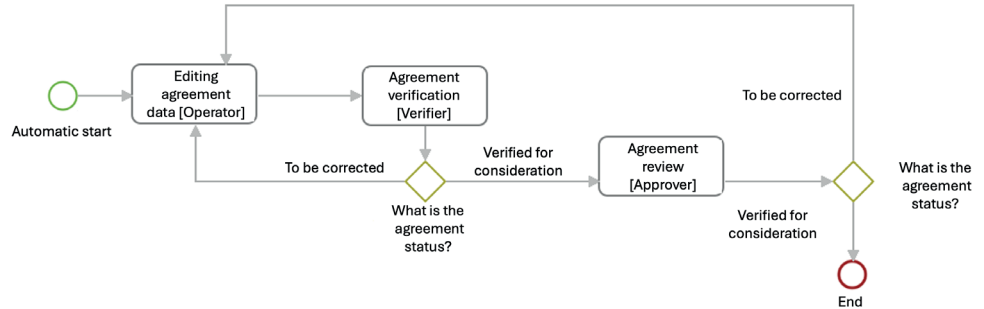 Editing
agreement
data [Operator]
Agreement
verification
[Verifier]
To be corrected
Automatic start
Agreement
review
[Approver]
Verified for
consideration
To be corrected
What is the
agreement
status?
What is the
agreement
status?
Verified for
consideration
End